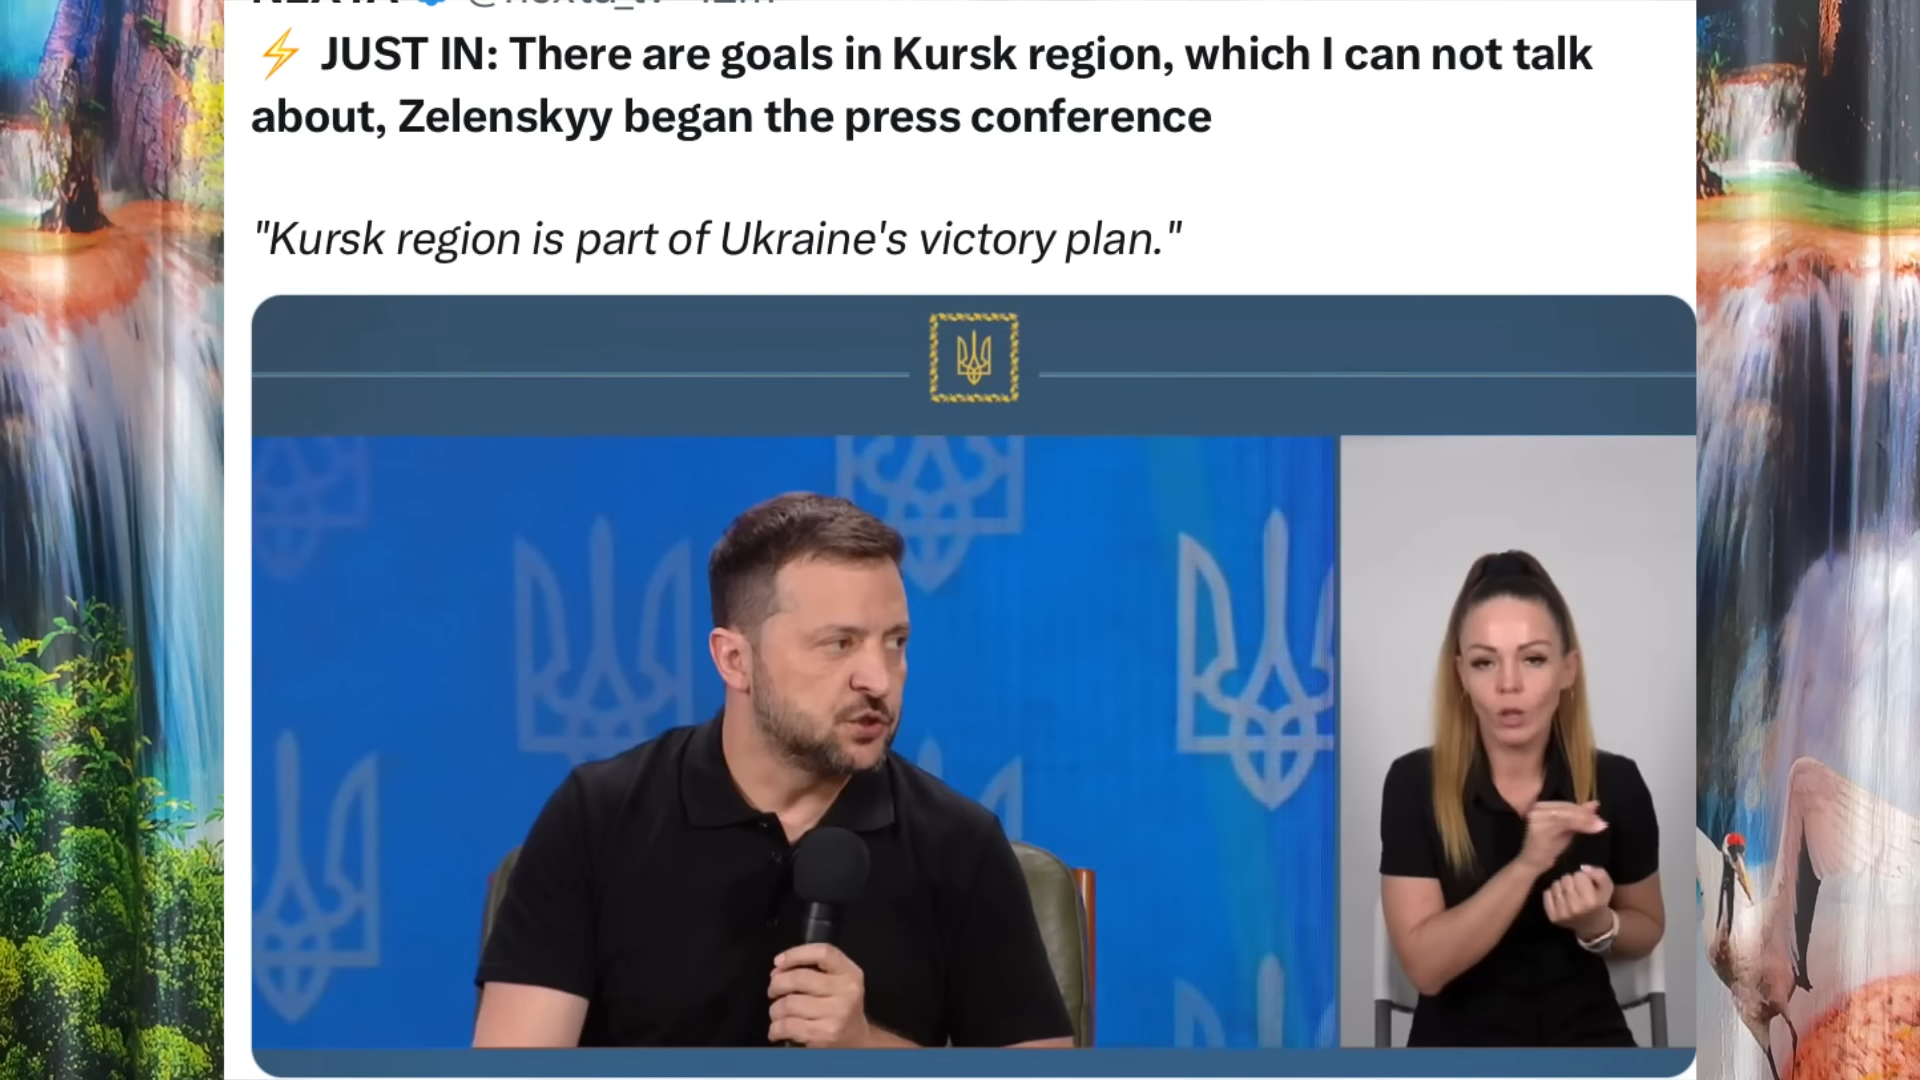 ⚡ JUST IN: There are goals in Kursk region, which I can not talk
about, Zelenskyy began the press conference
"Kursk region is part of Ukraine's victory plan."